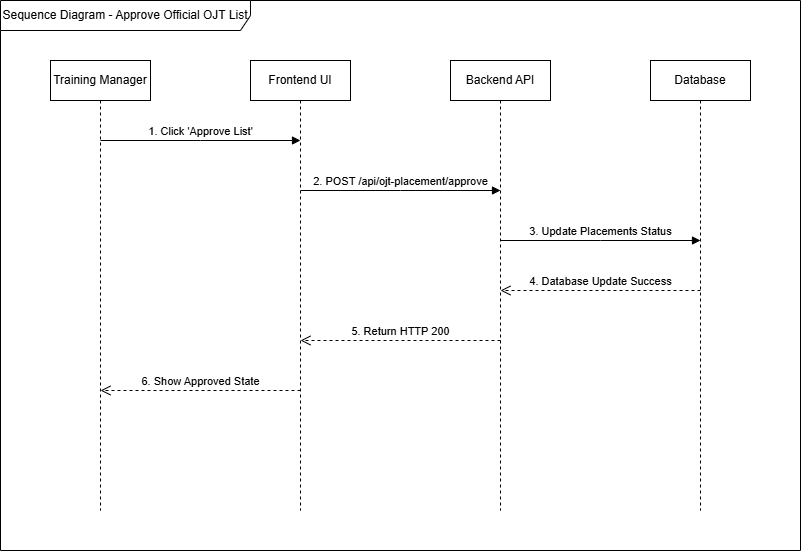 Sequence Diagram - Approve Official OJT List
Training Manager
Frontend UI
Backend API
Database
1. Click 'Approve List'
2. POST /api/ojt-placement/approve
3. Update Placements Status
4. Database Update Success
5. Return HTTP 200
6. Show Approved State